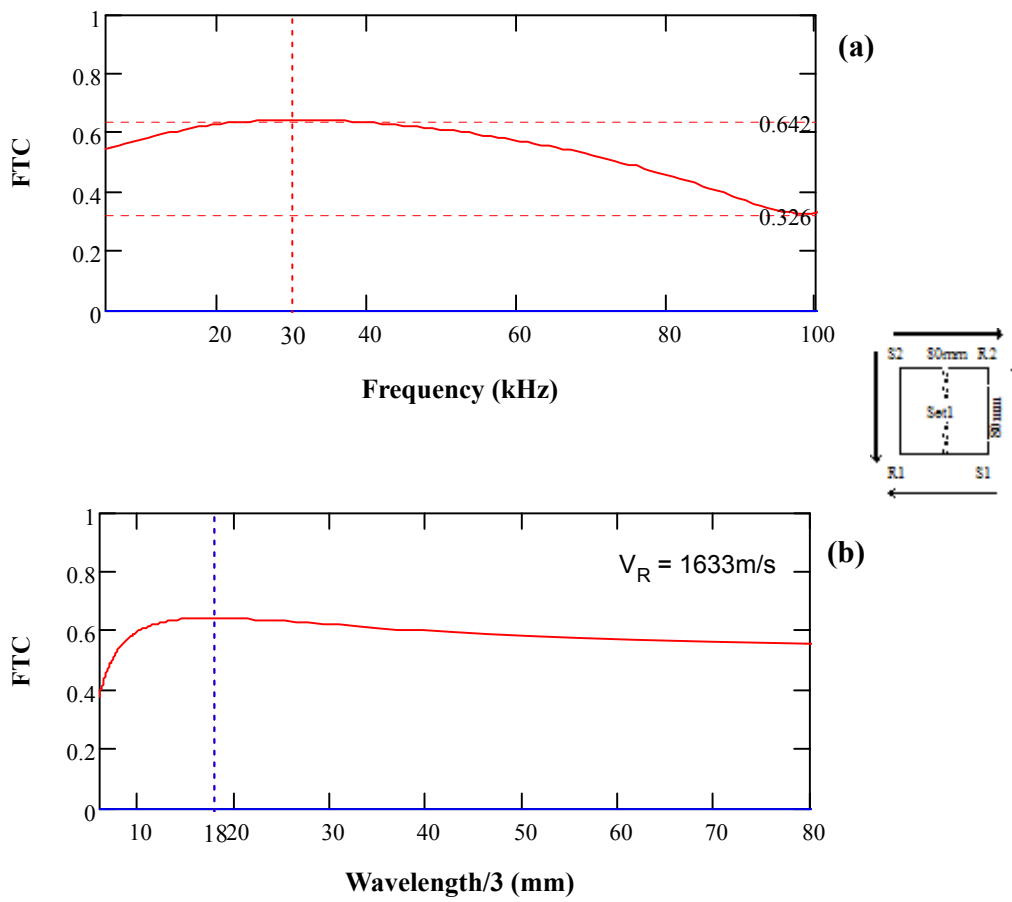 1
(a)
0.8
0.642
0.6
FTC
0.4
0.326
0.2
0
20 30 40 60 80 100
Frequency (kHz)
S2 80mm R2
Set1
80mm
R1 S1
1
(b)
V_R = 1633m/s
0.8
0.6
FTC
0.4
0.2
0
10 18 20 30 40 50 60 70 80
Wavelength/3 (mm)